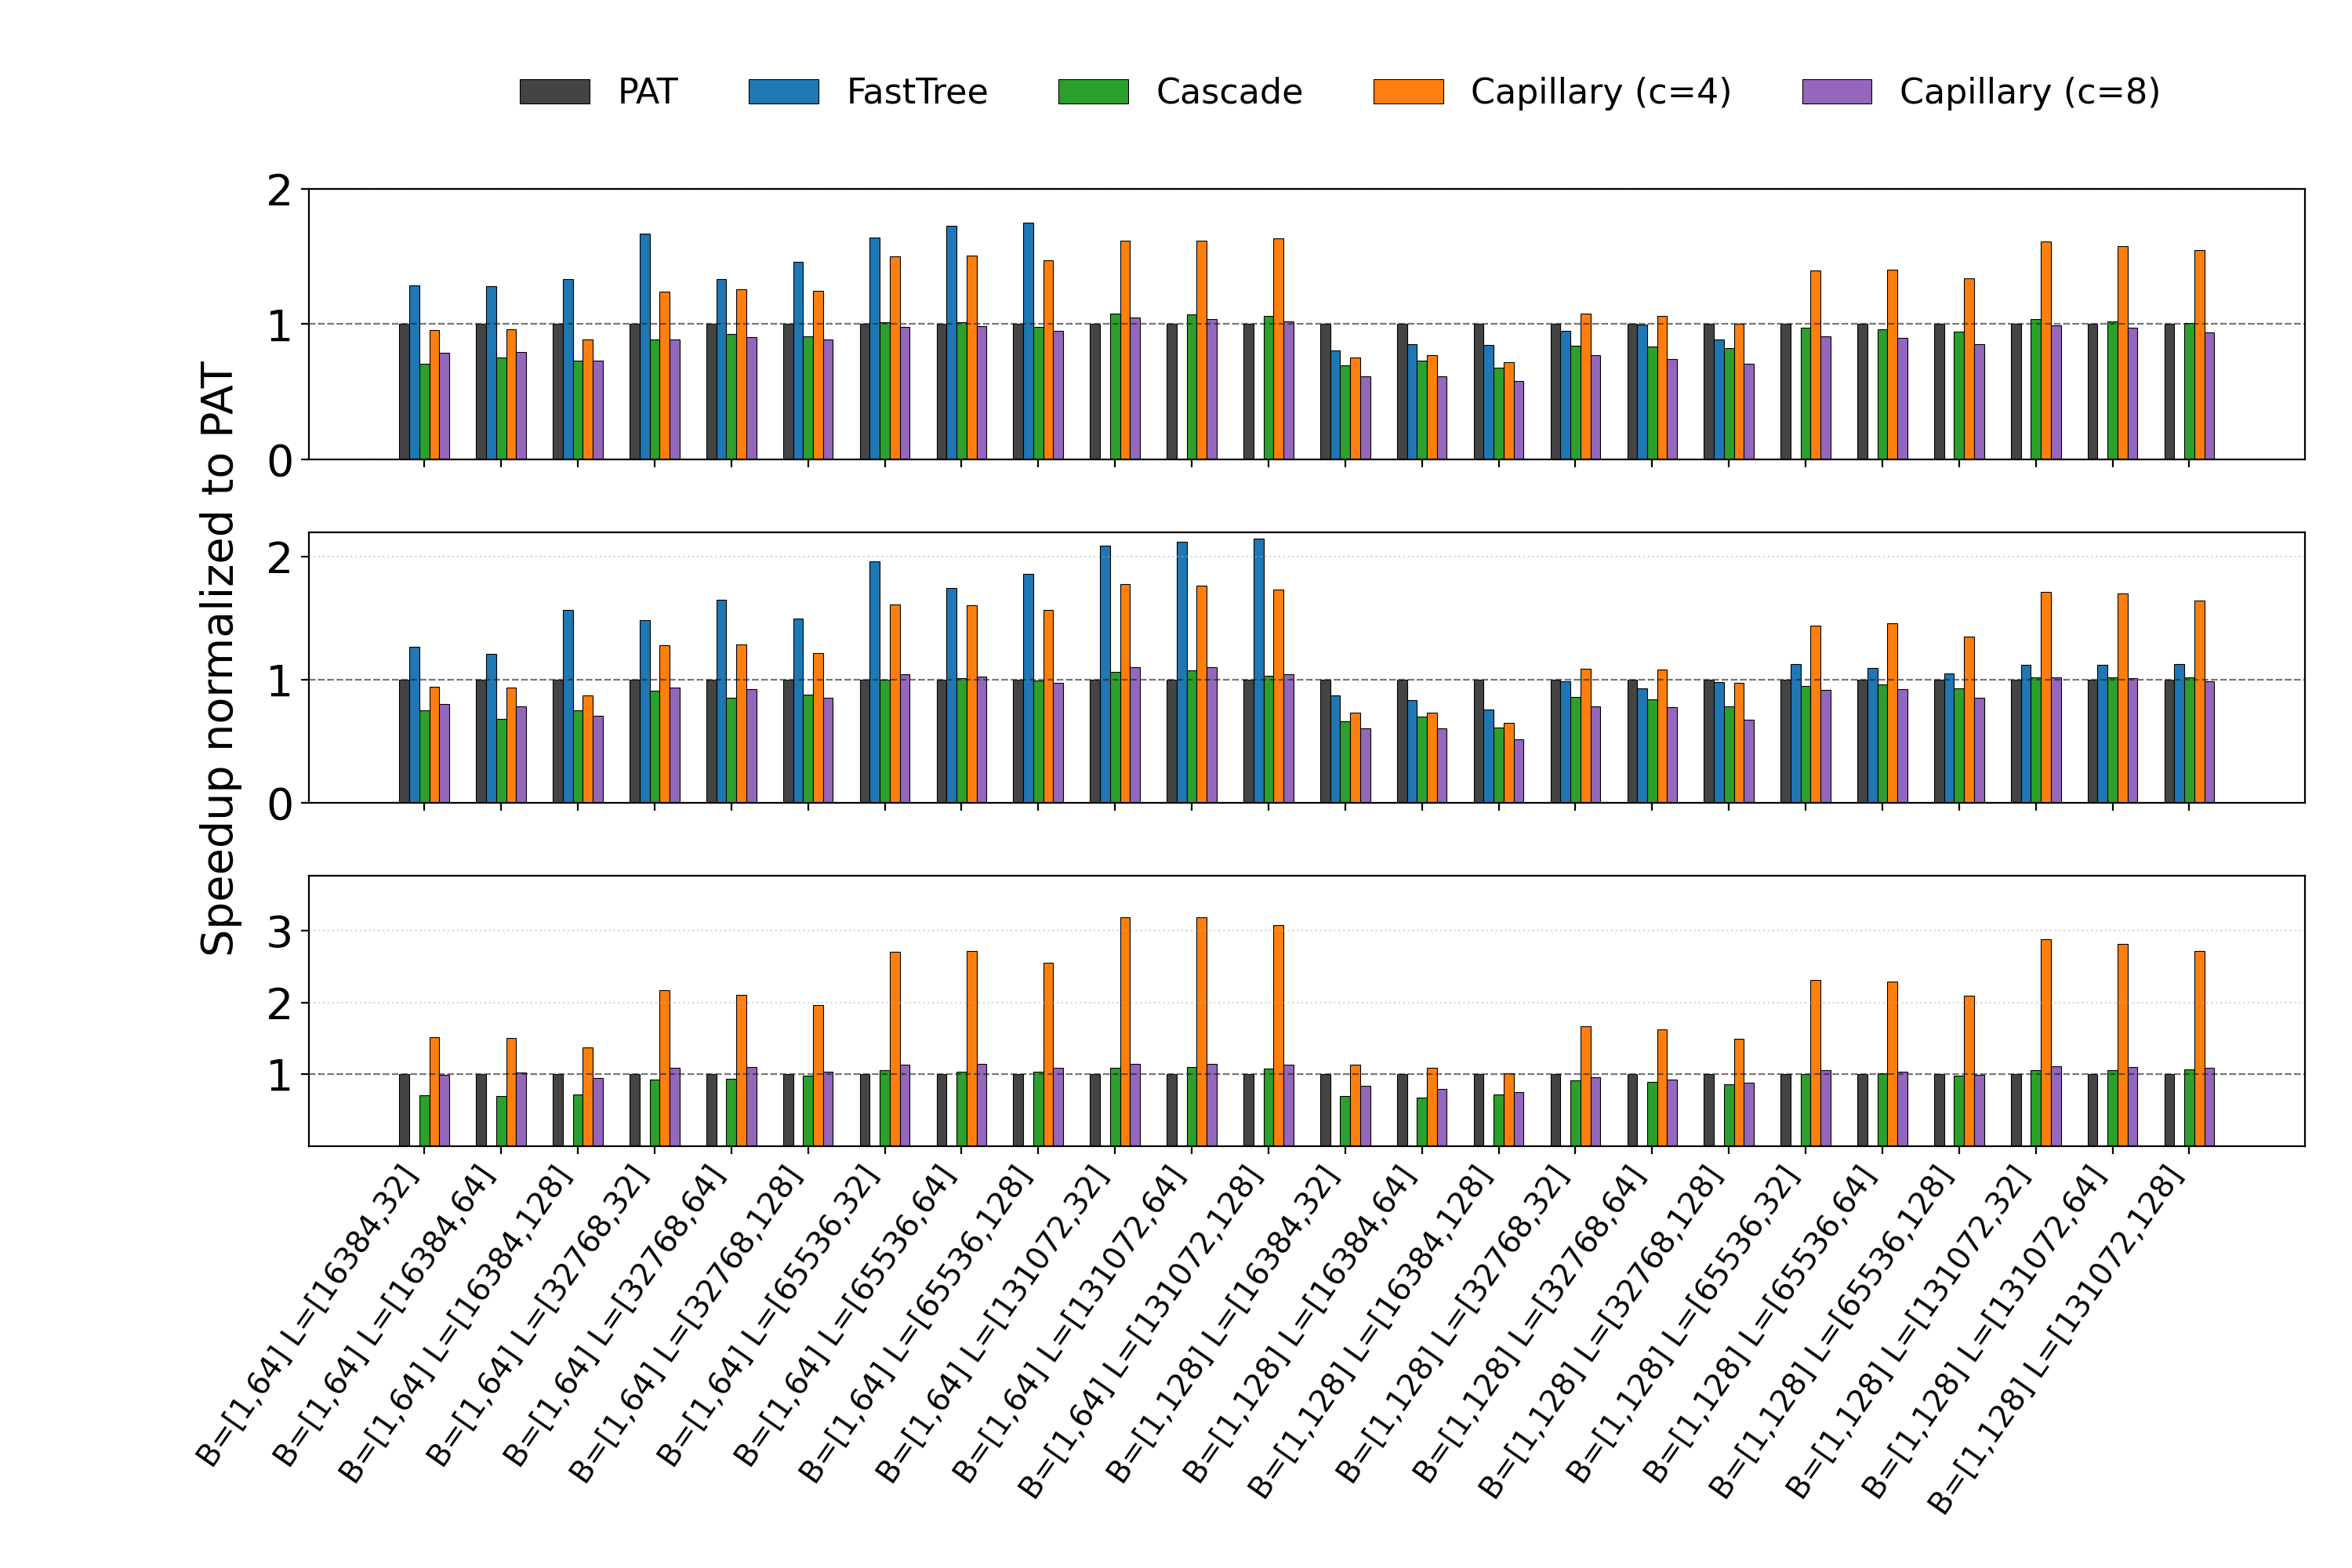 PAT FastTree Cascade Capillary (c=4) Capillary (c=8)
Speedup normalized to PAT
2
1
0
2
1
0
3
2
1
B=[1,64] L=[16384,32]
B=[1,64] L=[16384,64]
B=[1,64] L=[16384,128]
B=[1,64] L=[32768,32]
B=[1,64] L=[32768,64]
B=[1,64] L=[32768,128]
B=[1,64] L=[65536,32]
B=[1,64] L=[65536,64]
B=[1,64] L=[65536,128]
B=[1,64] L=[131072,32]
B=[1,64] L=[131072,64]
B=[1,64] L=[131072,128]
B=[1,128] L=[16384,32]
B=[1,128] L=[16384,64]
B=[1,128] L=[16384,128]
B=[1,128] L=[32768,32]
B=[1,128] L=[32768,64]
B=[1,128] L=[32768,128]
B=[1,128] L=[65536,32]
B=[1,128] L=[65536,64]
B=[1,128] L=[65536,128]
B=[1,128] L=[131072,32]
B=[1,128] L=[131072,64]
B=[1,128] L=[131072,128]